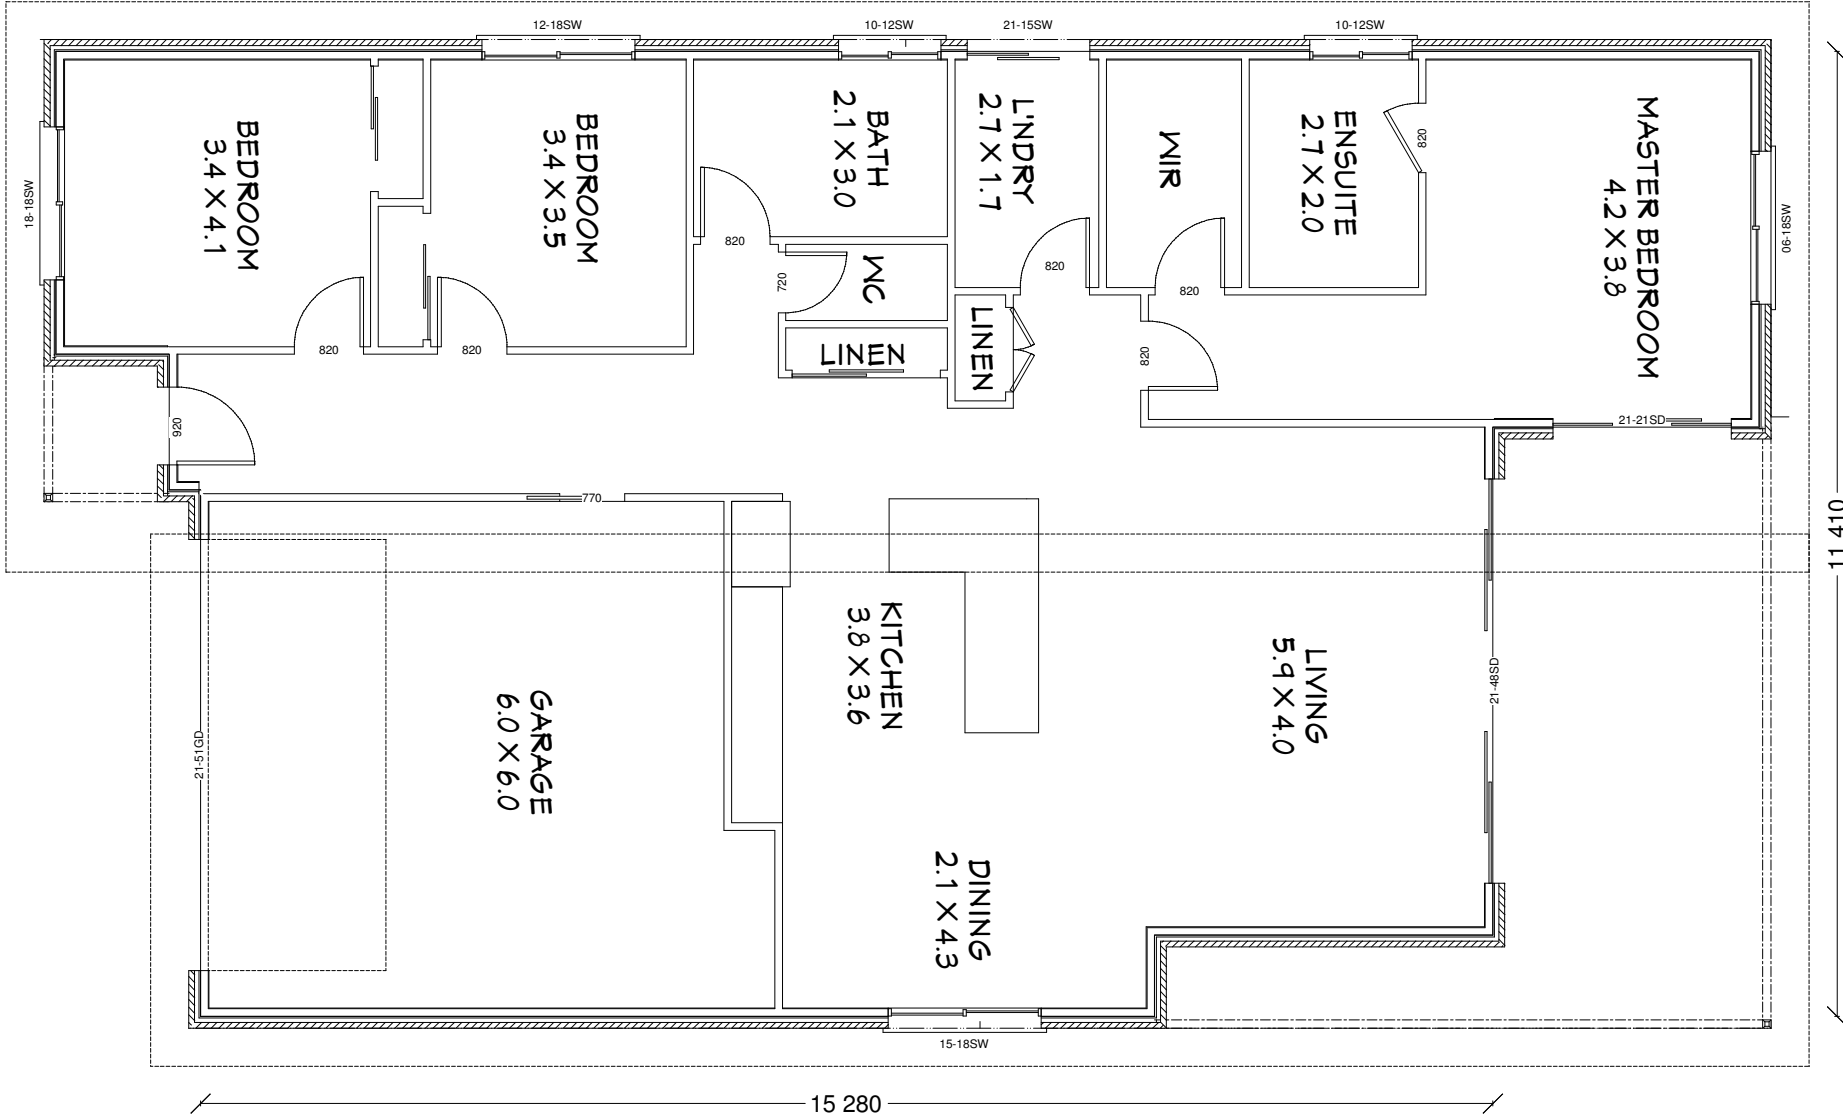 12-18SW
10-12SW
21-15SW
10-12SW
18-18SW
BEDROOM
3.4 X 4.1
BEDROOM
3.4 X 3.5
BATH
2.1 X 3.0
L'NDRY
2.7 X 1.7
WIR
ENSUITE
2.7 X 2.0
820
MASTER BEDROOM
4.2 X 3.8
06-18SW
820
720
WC
820
820
820
820
LINEN
LINEN
820
920
21-21SD
770
11 410
KITCHEN
3.8 X 3.6
LIVING
5.9 X 4.0
21-48SD
21-51GD
GARAGE
6.0 X 6.0
DINING
2.1 X 4.3
15-18SW
15 280